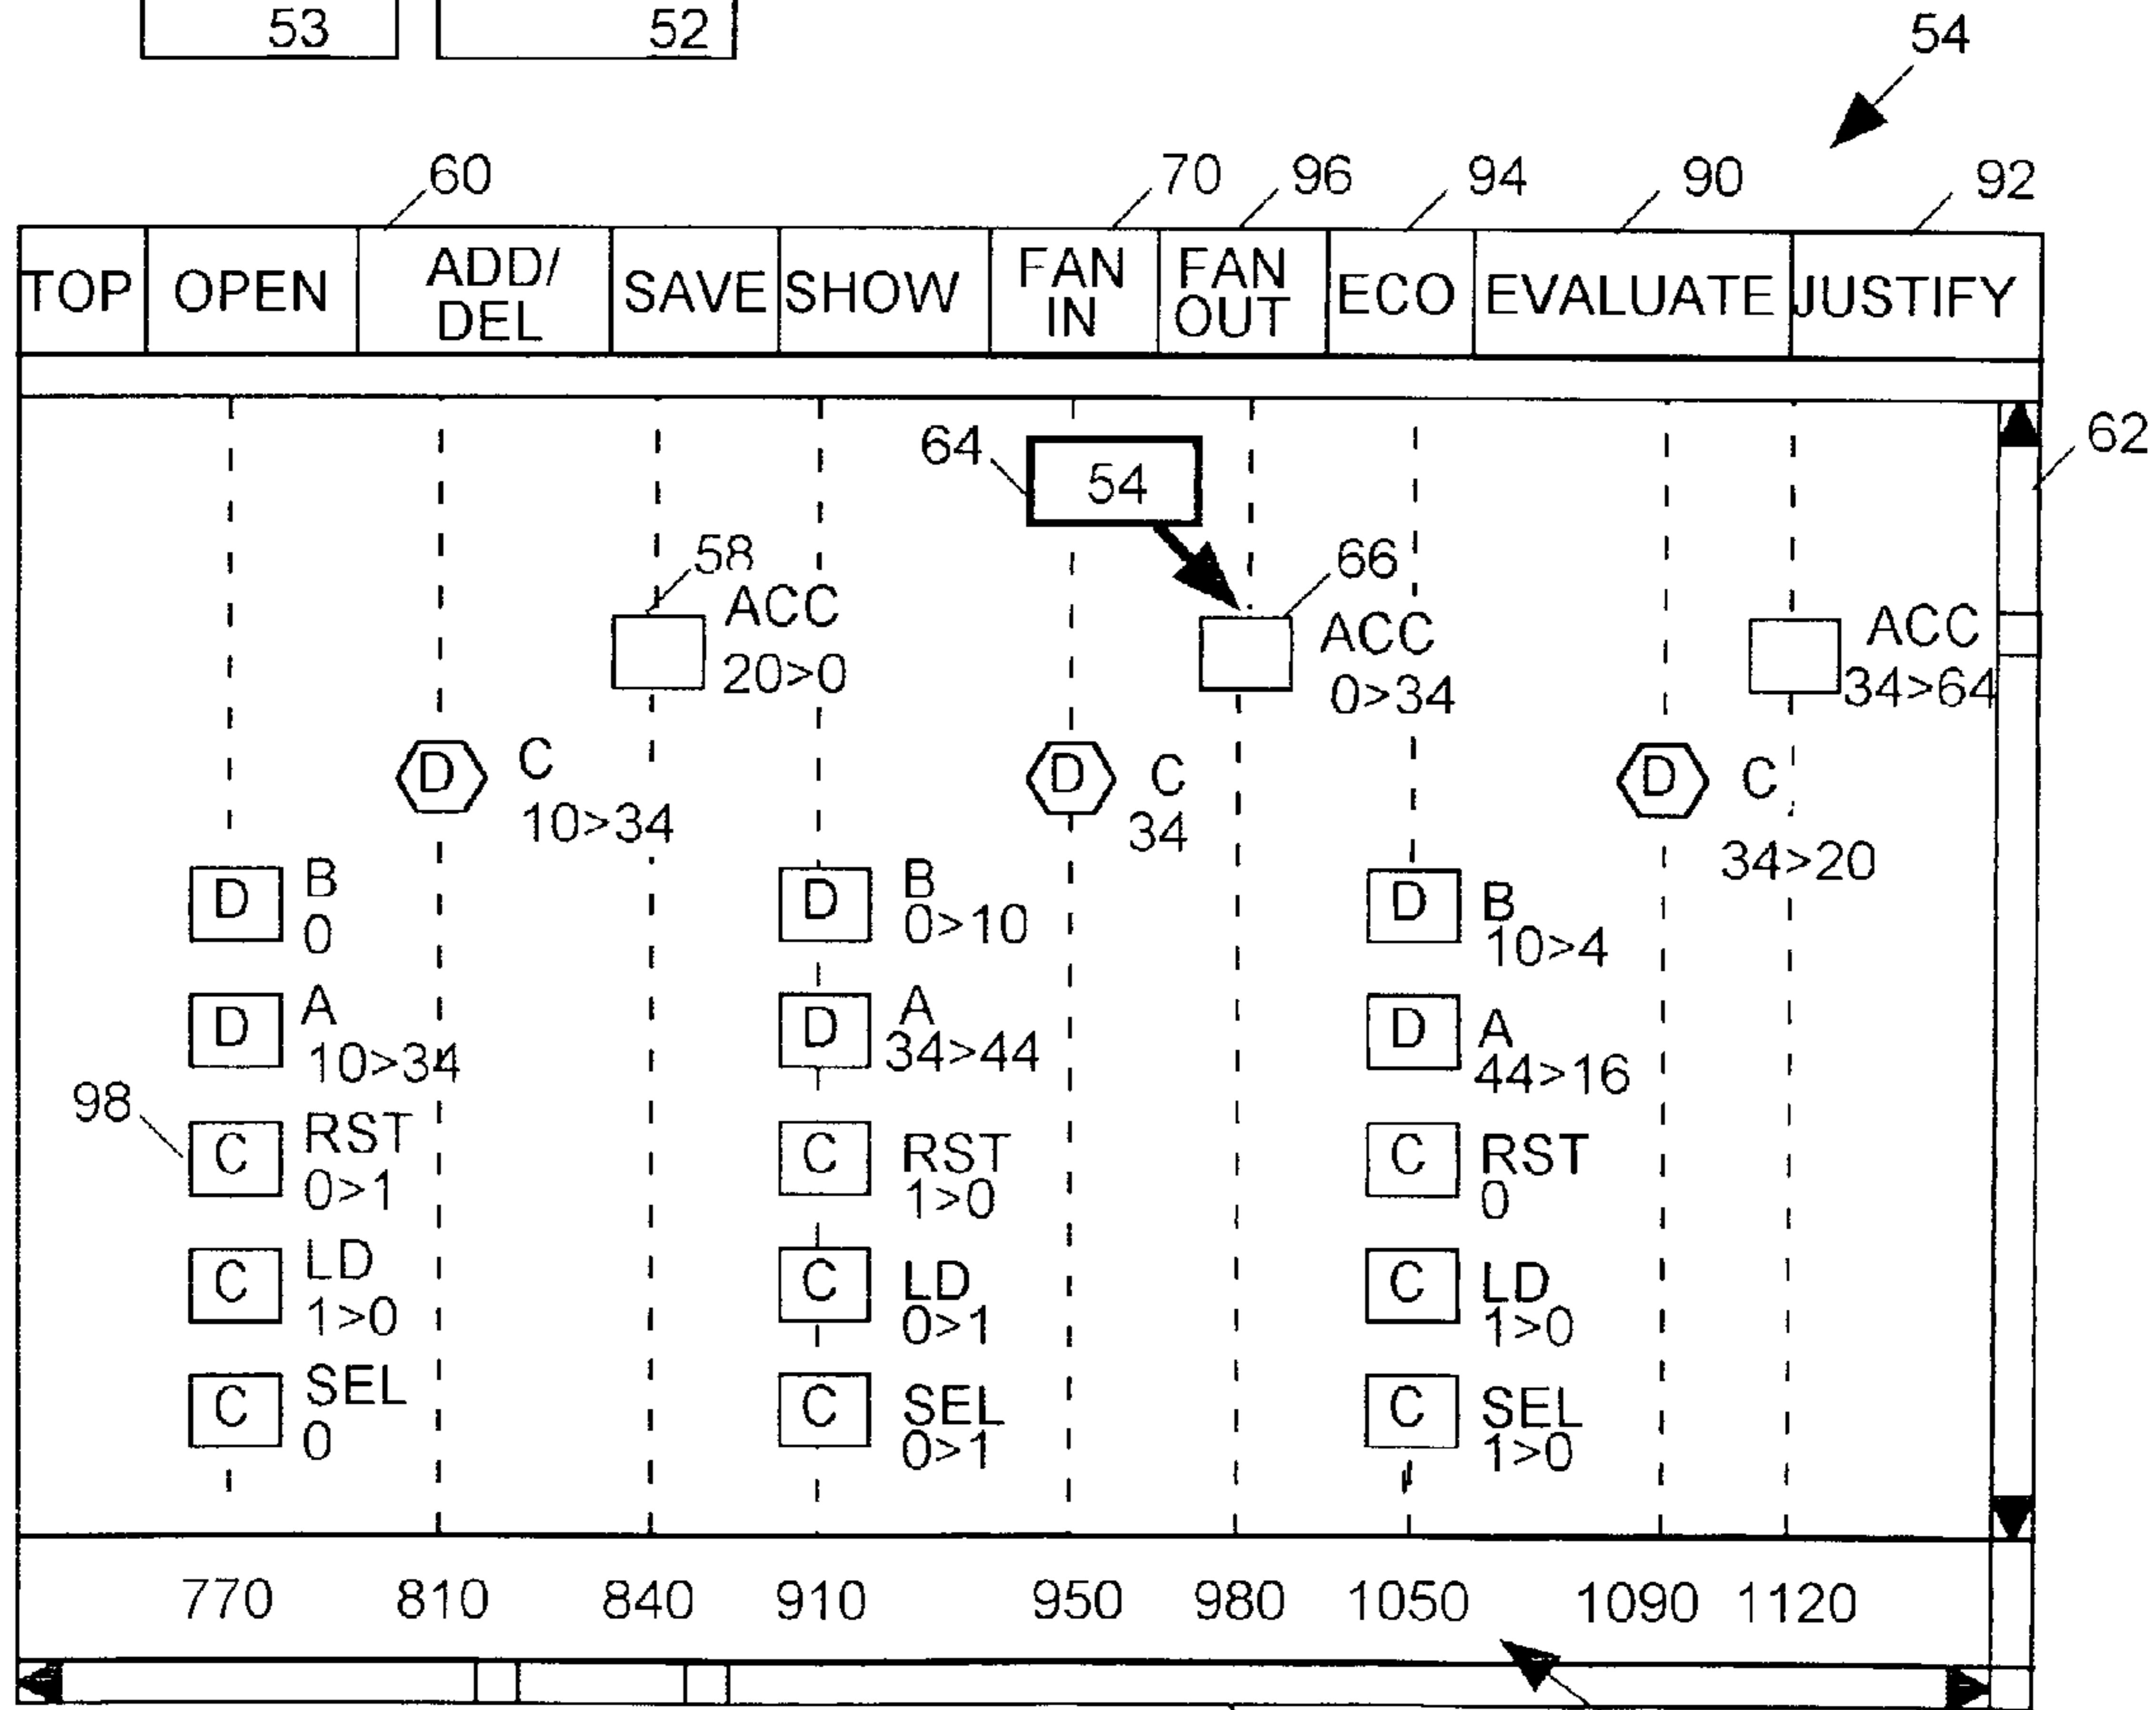 53 52
54
60 70 96 94 90 92
TOP OPEN ADD/ DEL SAVE SHOW FAN IN FAN OUT ECO EVALUATE JUSTIFY
62
64 54
58 66
ACC ACC ACC
20>0 0>34 34>64
D C D C D C
10>34 34 34>20
D B D B D B
0 0>10 10>4
D A D A D A
10>34 34>44 44>16
98
C RST C RST C RST
0>1 1>0 0
C LD C LD C LD
1>0 0>1 1>0
C SEL C SEL C SEL
0 0>1 1>0
770 810 840 910 950 980 1050 1090 1120